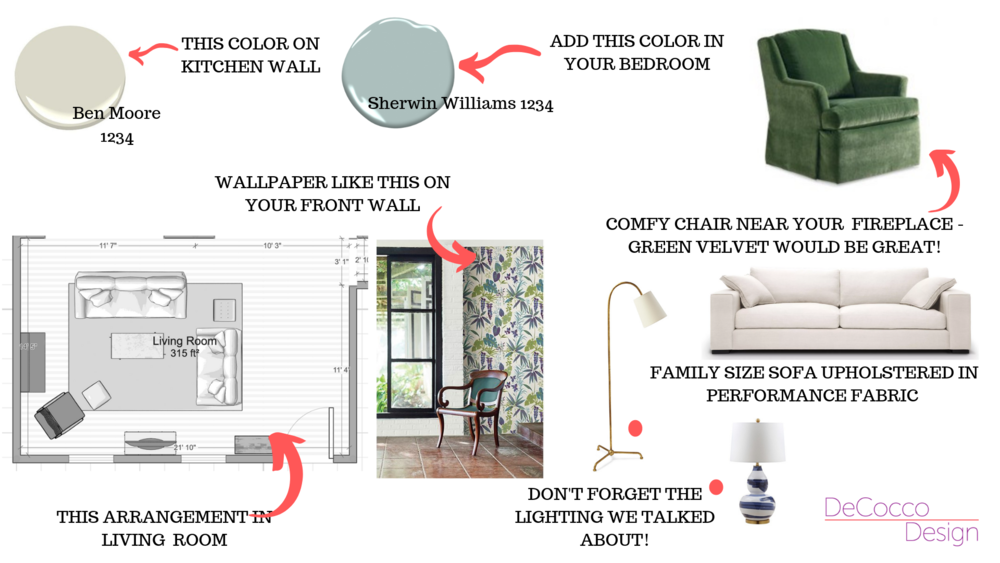 THIS COLOR ON
KITCHEN WALL
Ben Moore
1234
ADD THIS COLOR IN
YOUR BEDROOM
Sherwin Williams 1234
COMFY CHAIR NEAR YOUR FIREPLACE -
GREEN VELVET WOULD BE GREAT!
WALLPAPER LIKE THIS ON
YOUR FRONT WALL
11' 7"
10' 3"
3' 1"
Living Room
315 ft²
11' 4"
21' 10"
THIS ARRANGEMENT IN
LIVING ROOM
FAMILY SIZE SOFA UPHOLSTERED IN
PERFORMANCE FABRIC
DON'T FORGET THE
LIGHTING WE TALKED
ABOUT!
DeCocco
Design